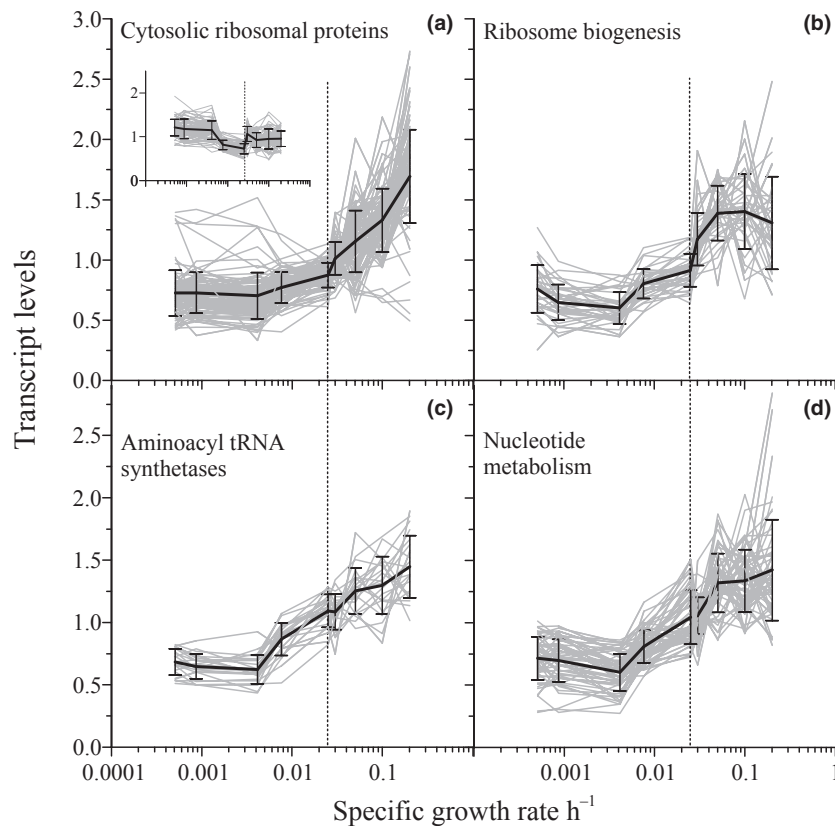 Transcript levels
3.0
2.5
2.0
1.5
1.0
0.5
0.0
Cytosolic ribosomal proteins
(a)
2
1
0
Ribosome biogenesis
(b)
2.5
2.0
1.5
1.0
0.5
0.0
Aminoacyl tRNA
synthetases
(c)
Nucleotide
metabolism
(d)
0.0001 0.001 0.01 0.1
0.001 0.01 0.1 1
Specific growth rate h⁻¹